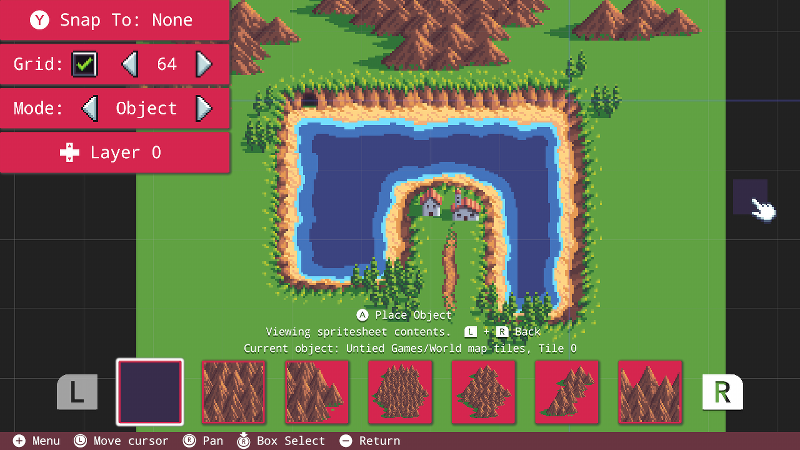 Y Snap To: None
Grid: 64
Mode: Object
Layer 0
A Place Object
Viewing spritesheet contents. L + R Back
Current object: Untied Games/World map tiles, Tile 0
L R
Menu L Move cursor R Pan R Box Select Return